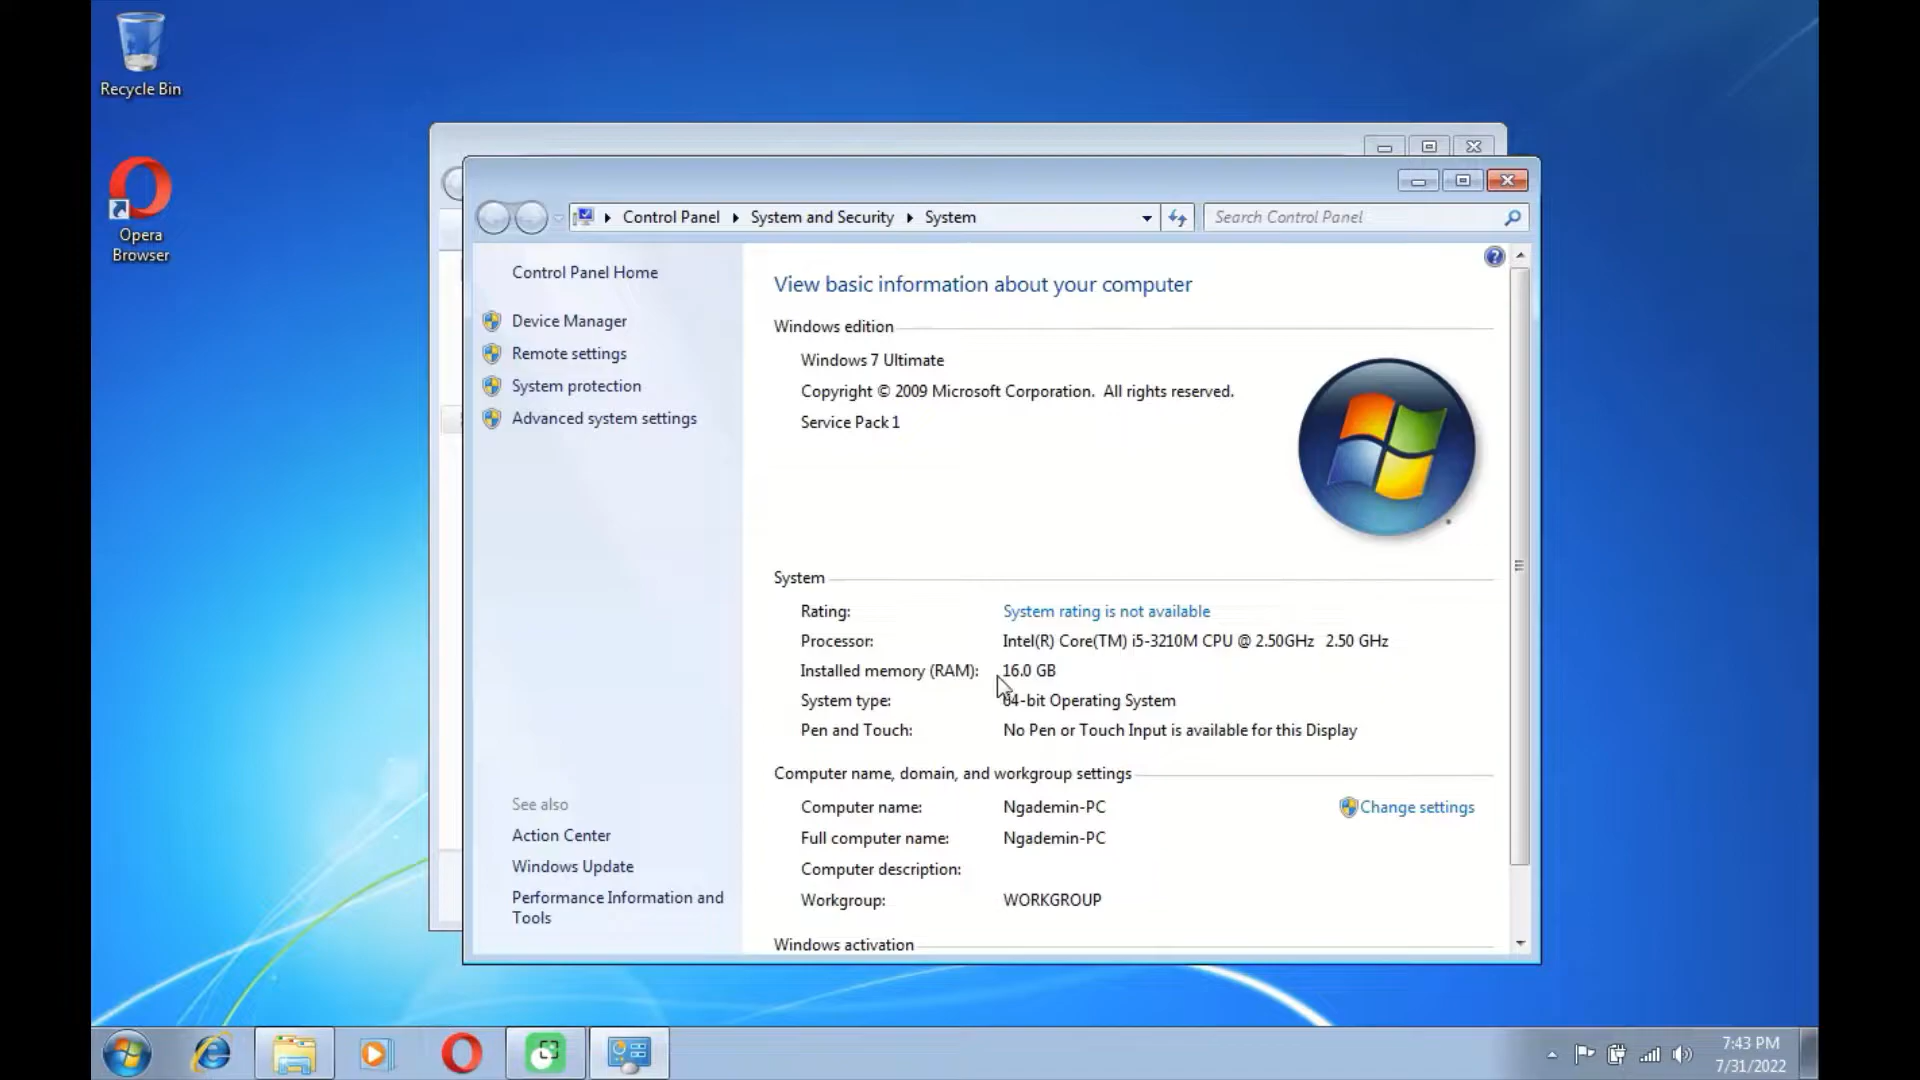 Recycle Bin
Opera
Browser
Control Panel
System and Security
System
Search Control Panel
Control Panel Home
Device Manager
Remote settings
System protection
Advanced system settings
See also
Action Center
Windows Update
Performance Information and
Tools
View basic information about your computer
Windows edition
Windows 7 Ultimate
Copyright © 2009 Microsoft Corporation. All rights reserved.
Service Pack 1
System
Rating: System rating is not available
Processor: Intel(R) Core(TM) i5-3210M CPU @ 2.50GHz 2.50 GHz
Installed memory (RAM): 16.0 GB
System type: 64-bit Operating System
Pen and Touch: No Pen or Touch Input is available for this Display
Computer name, domain, and workgroup settings
Computer name: Ngademin-PC
Change settings
Full computer name: Ngademin-PC
Computer description:
Workgroup: WORKGROUP
Windows activation
7:43 PM
7/31/2022